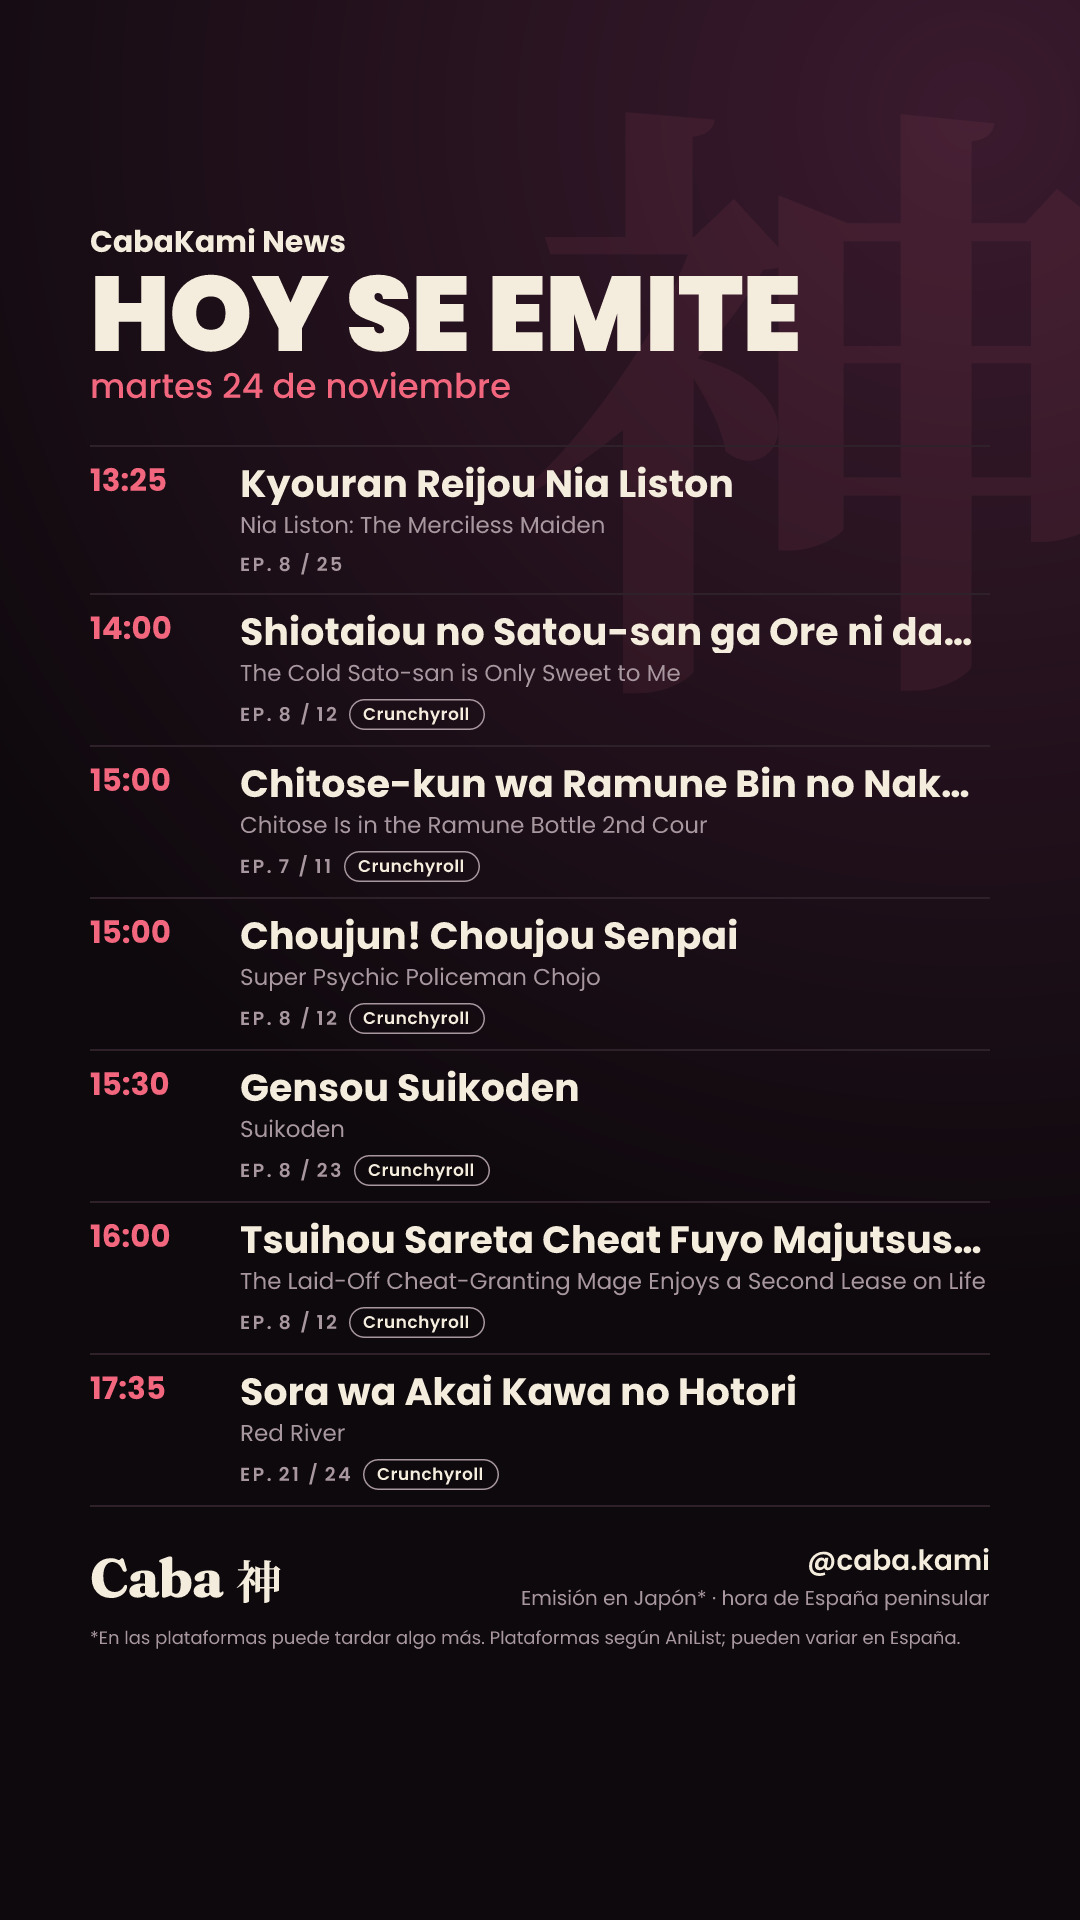 神
CabaKami News
HOY SE EMITE
martes 24 de noviembre
13:25
Kyouran Reijou Nia Liston
Nia Liston: The Merciless Maiden
EP. 8 / 25
14:00
Shiotaiou no Satou-san ga Ore ni da...
The Cold Sato-san is Only Sweet to Me
EP. 8 / 12 Crunchyroll
15:00
Chitose-kun wa Ramune Bin no Nak...
Chitose Is in the Ramune Bottle 2nd Cour
EP. 7 / 11 Crunchyroll
15:00
Choujun! Choujou Senpai
Super Psychic Policeman Chojo
EP. 8 / 12 Crunchyroll
15:30
Gensou Suikoden
Suikoden
EP. 8 / 23 Crunchyroll
16:00
Tsuihou Sareta Cheat Fuyo Majutsus...
The Laid-Off Cheat-Granting Mage Enjoys a Second Lease on Life
EP. 8 / 12 Crunchyroll
17:35
Sora wa Akai Kawa no Hotori
Red River
EP. 21 / 24 Crunchyroll
Caba 神
@caba.kami
Emisión en Japón* · hora de España peninsular
*En las plataformas puede tardar algo más. Plataformas según AniList; pueden variar en España.